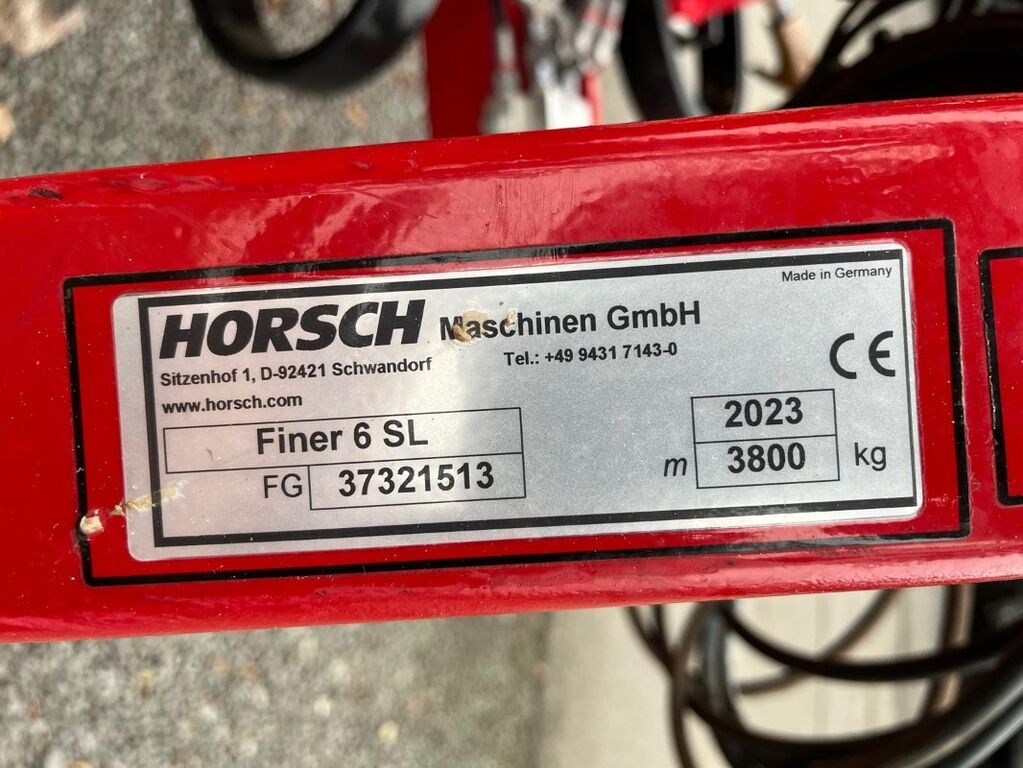 Made in Germany
HORSCH Maschinen GmbH
Sitzenhof 1, D-92421 Schwandorf Tel.: +49 9431 7143-0
www.horsch.com
CE
Finer 6 SL
2023
FG 37321513
m 3800 kg